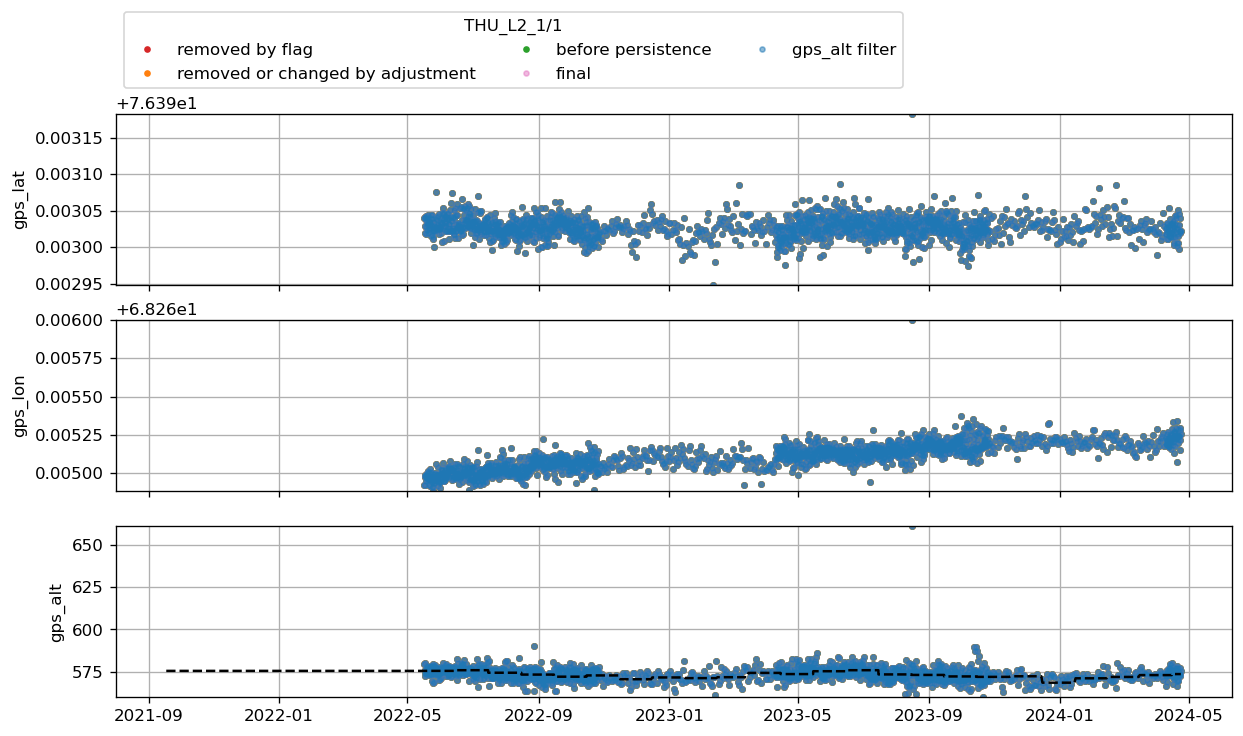 THU_L2_1/1
removed by flag
before persistence
gps_alt filter
removed or changed by adjustment
final
+7.639e1
0.00315
0.00310
0.00305
0.00300
0.00295
gps_lat
+6.826e1
0.00600
0.00575
0.00550
0.00525
0.00500
gps_lon
650
625
600
575
gps_alt
2021-09
2022-01
2022-05
2022-09
2023-01
2023-05
2023-09
2024-01
2024-05